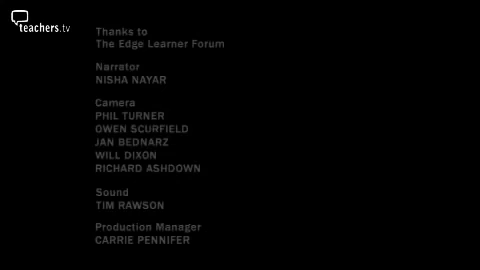 teachers.tv
Thanks to
The Edge Learner Forum
Narrator
NISHA NAYAR
Camera
PHIL TURNER
OWEN SCURFIELD
JAN BEDNARZ
WILL DIXON
RICHARD ASHDOWN
Sound
TIM RAWSON
Production Manager
CARRIE PENNIFER